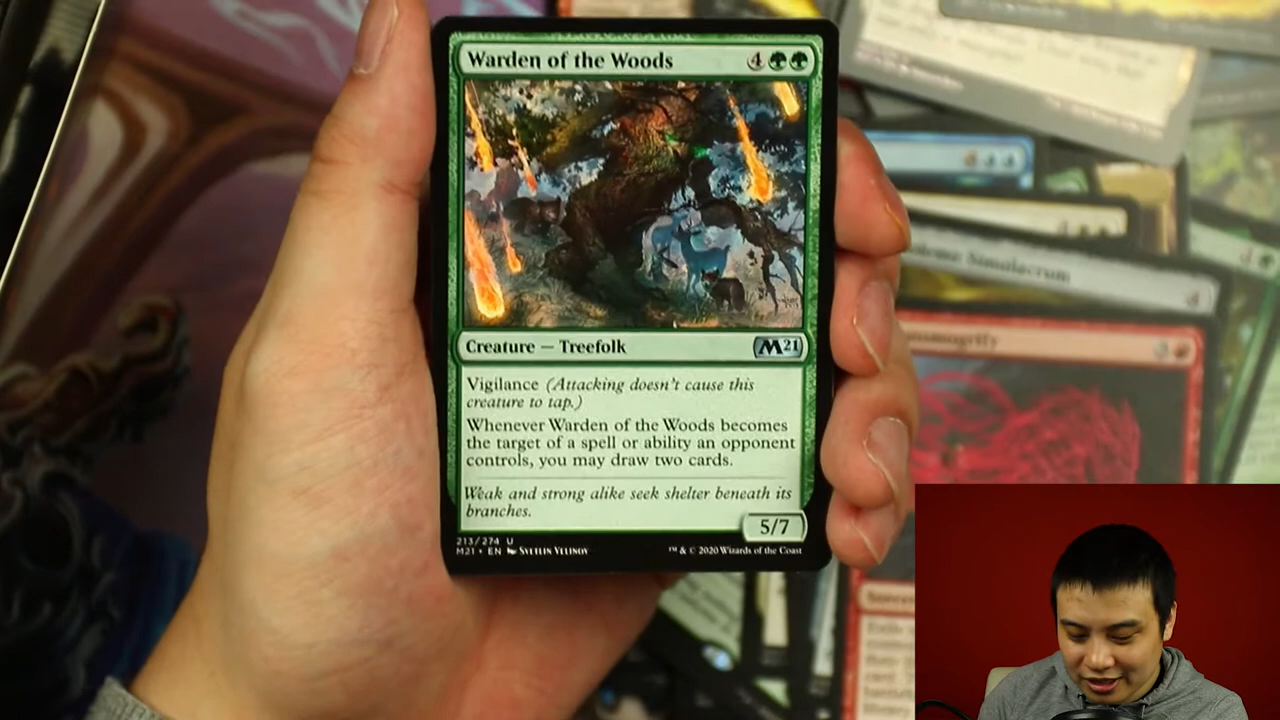 Warden of the Woods 4
Creature — Treefolk M21
Vigilance (Attacking doesn't cause this
creature to tap.)
Whenever Warden of the Woods becomes
the target of a spell or ability an opponent
controls, you may draw two cards.
Weak and strong alike seek shelter beneath its
branches.
5/7
213/274 U
M21 • EN Svetlin Velinov ™ & © 2020 Wizards of the Coast
Simulacrum 4